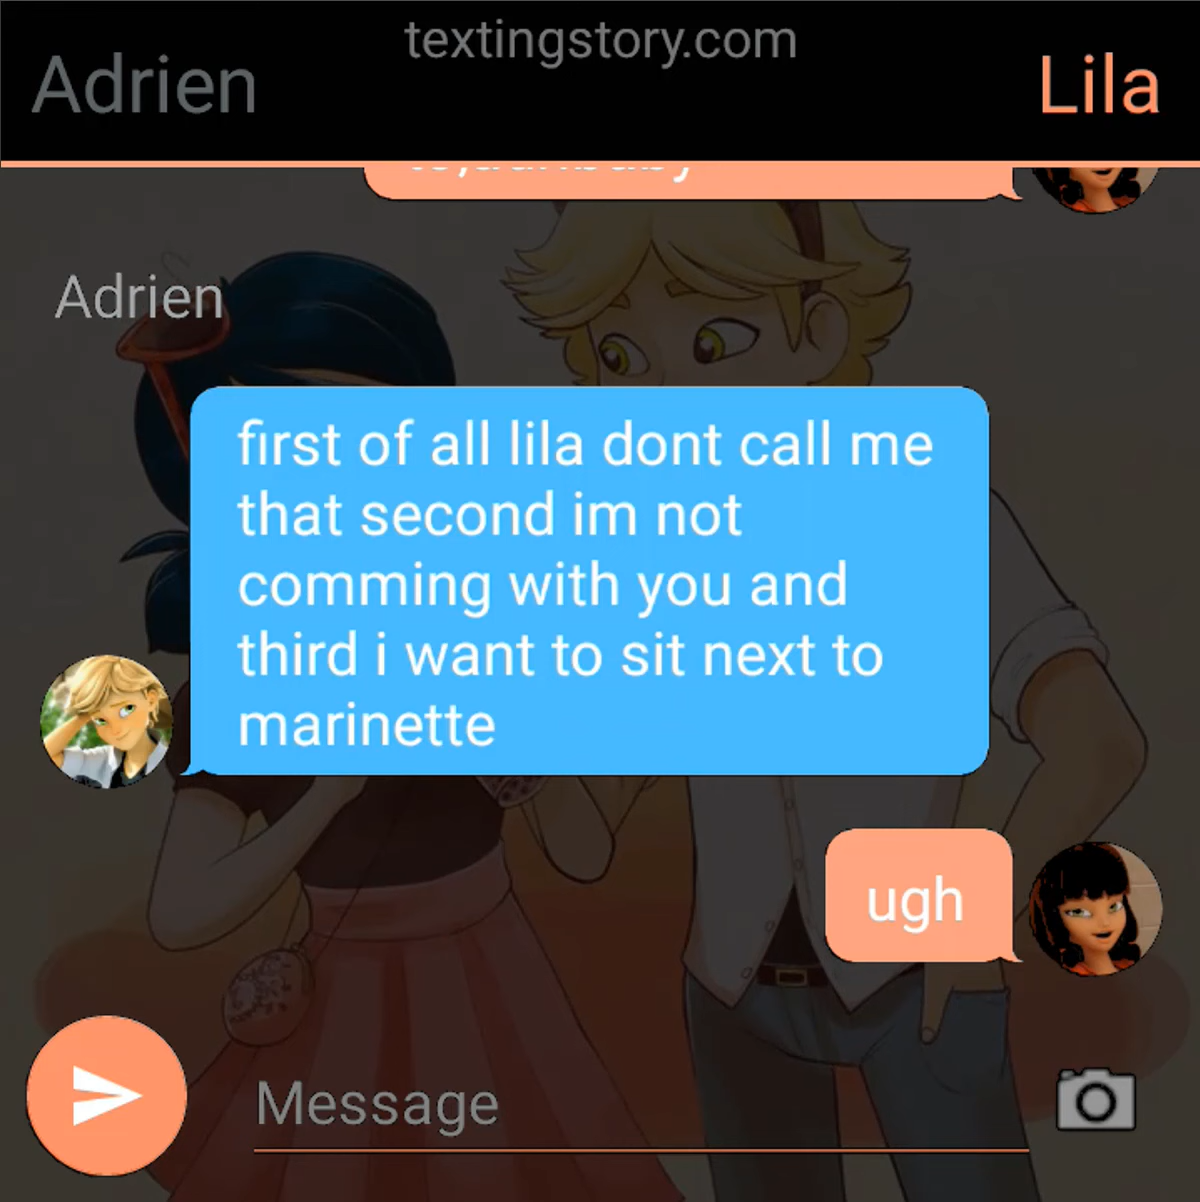 textingstory.com
Adrien
Lila
Adrien
first of all lila dont call me
that second im not
comming with you and
third i want to sit next to
marinette
ugh
Message